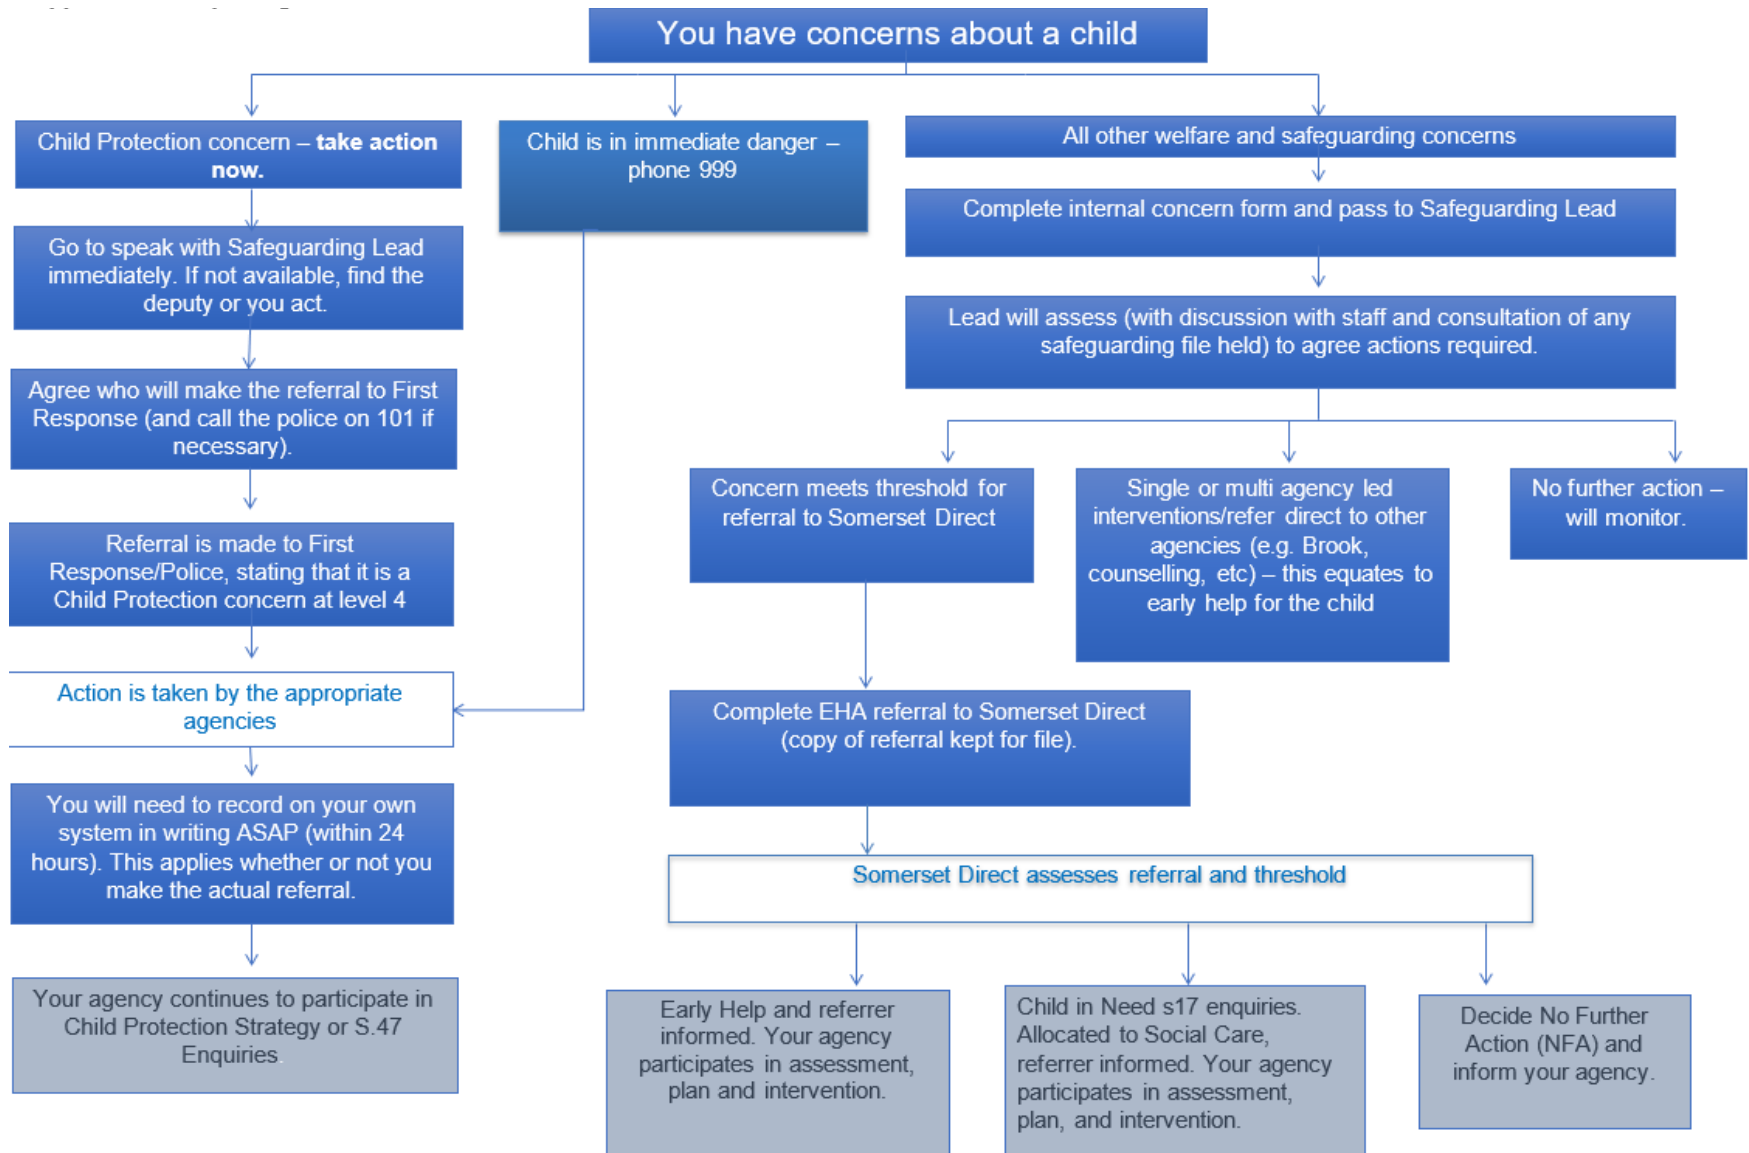 You have concerns about a child
Child Protection concern – take action
now.
Go to speak with Safeguarding Lead
immediately. If not available, find the
deputy or you act.
Agree who will make the referral to First
Response (and call the police on 101 if
necessary).
Referral is made to First
Response/Police, stating that it is a
Child Protection concern at level 4
Action is taken by the appropriate
agencies
You will need to record on your own
system in writing ASAP (within 24
hours). This applies whether or not you
make the actual referral.
Your agency continues to participate in
Child Protection Strategy or S.47
Enquiries.
Child is in immediate danger –
phone 999
All other welfare and safeguarding concerns
Complete internal concern form and pass to Safeguarding Lead
Lead will assess (with discussion with staff and consultation of any
safeguarding file held) to agree actions required.
Concern meets threshold for
referral to Somerset Direct
Single or multi agency led
interventions/refer direct to other
agencies (e.g. Brook,
counselling, etc) – this equates to
early help for the child
No further action –
will monitor.
Complete EHA referral to Somerset Direct
(copy of referral kept for file).
Somerset Direct assesses referral and threshold
Early Help and referrer
informed. Your agency
participates in assessment,
plan and intervention.
Child in Need s17 enquiries.
Allocated to Social Care,
referrer informed. Your agency
participates in assessment,
plan, and intervention.
Decide No Further
Action (NFA) and
inform your agency.